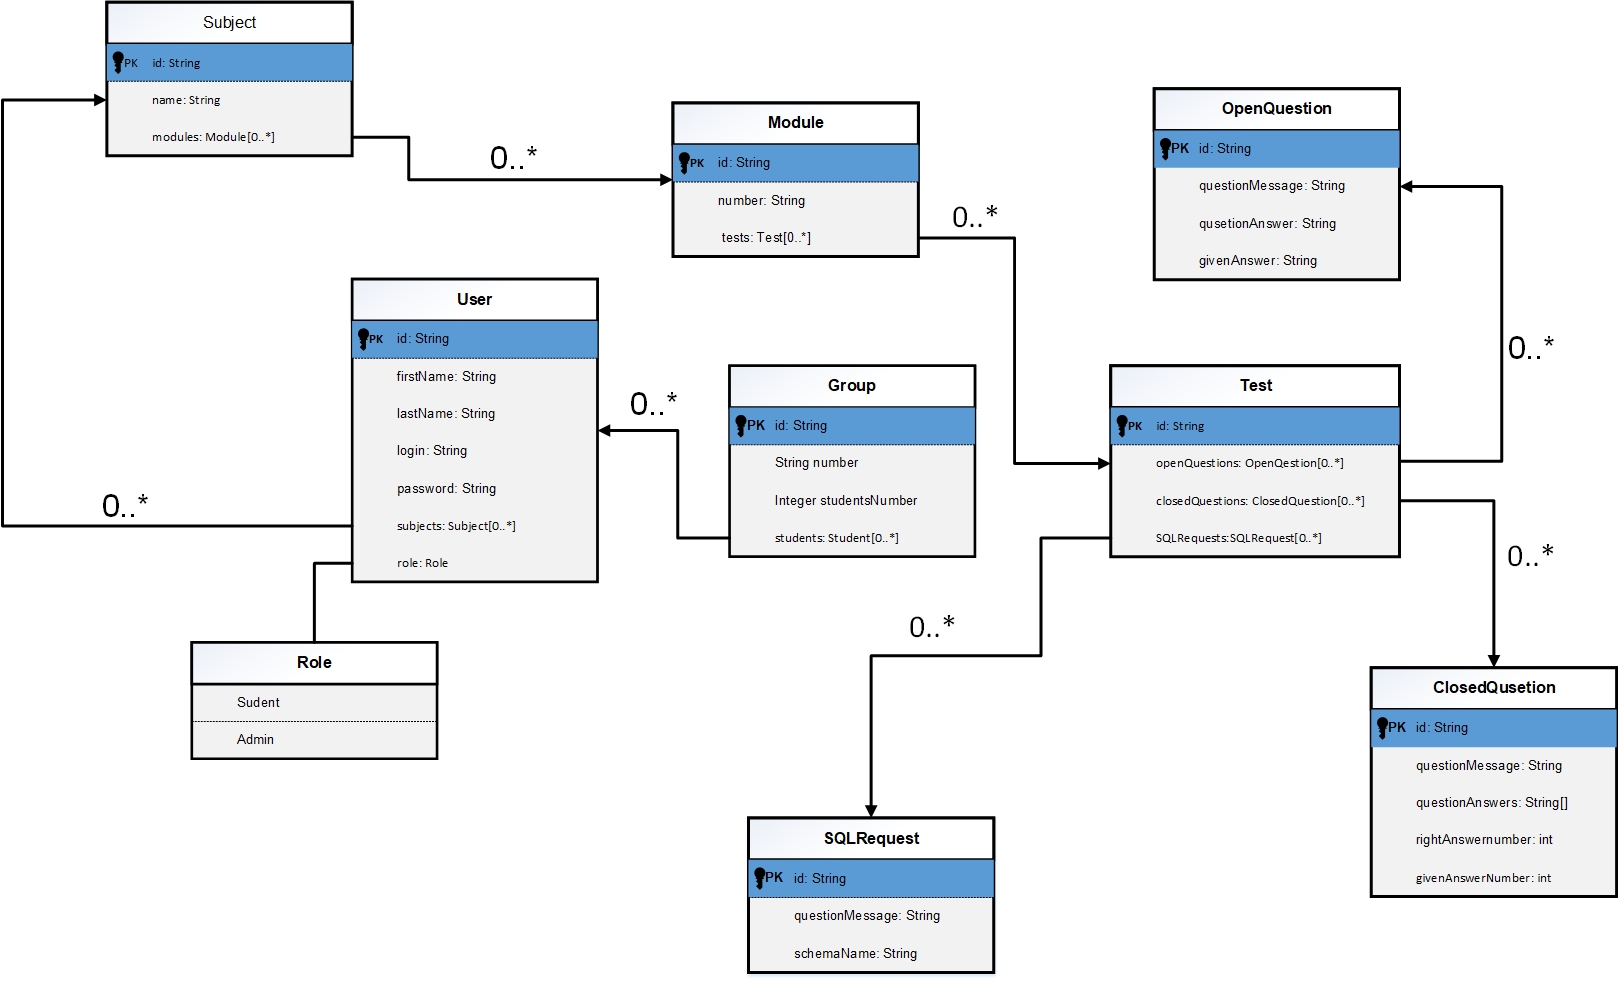 Subject
PK id: String
name: String
modules: Module[0..*]
0..*
Module
PK id: String
number: String
tests: Test[0..*]
0..*
OpenQuestion
PK id: String
questionMessage: String
qusetionAnswer: String
givenAnswer: String
0..*
User
PK id: String
firstName: String
lastName: String
login: String
password: String
subjects: Subject[0..*]
role: Role
0..*
0..*
Group
PK id: String
String number
Integer studentsNumber
students: Student[0..*]
Test
PK id: String
openQuestions: OpenQestion[0..*]
closedQuestions: ClosedQuestion[0..*]
SQLRequests:SQLRequest[0..*]
0..*
0..*
Role
Sudent
Admin
ClosedQusetion
PK id: String
questionMessage: String
questionAnswers: String[]
rightAnswernumber: int
givenAnswerNumber: int
SQLRequest
PK id: String
questionMessage: String
schemaName: String